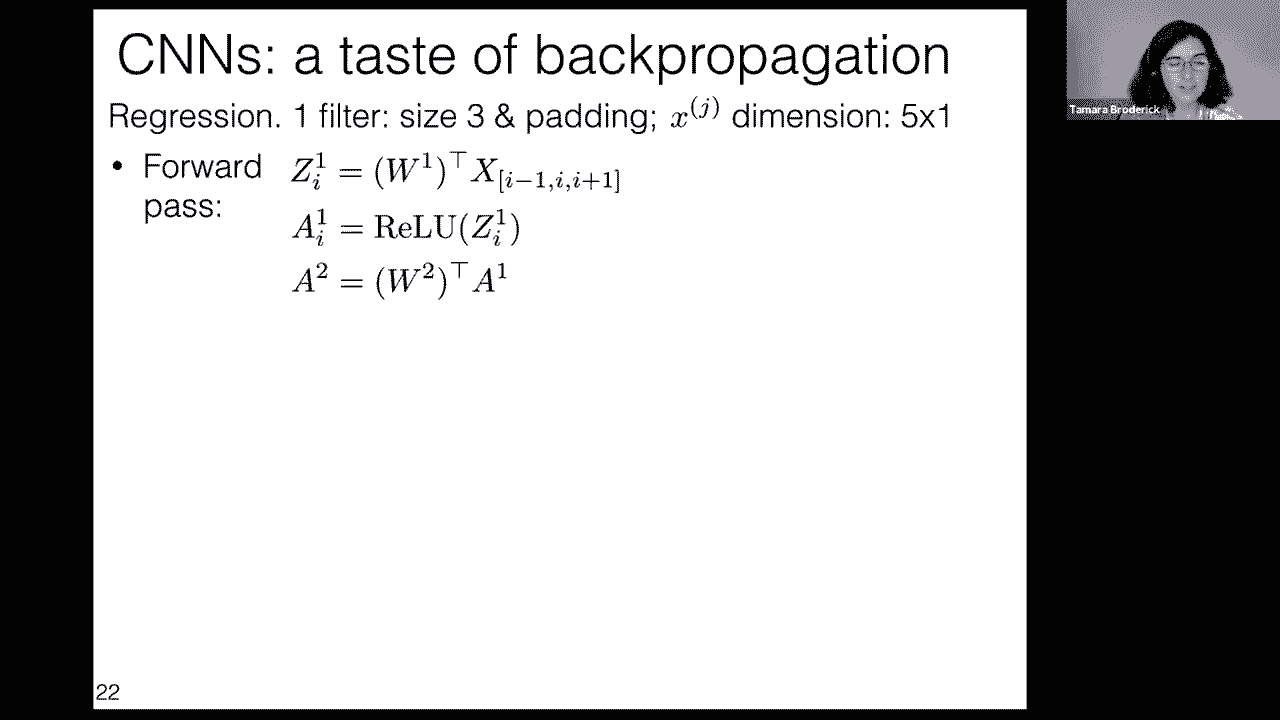 CNNs: a taste of backpropagation
Regression. 1 filter: size 3 & padding; $x^{(j)}$ dimension: 5x1
• Forward pass: $Z_i^1 = (W^1)^\top X_{[i-1,i,i+1]}$
$A_i^1 = \mathrm{ReLU}(Z_i^1)$
$A^2 = (W^2)^\top A^1$
22
Tamara Broderick